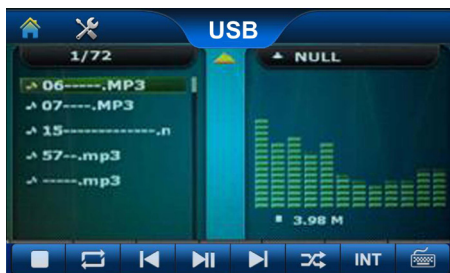 USB
1/72
06-----.MP3
07----.MP3
15-------------.n
57--.mp3
-----.mp3
NULL
3.98 M
INT